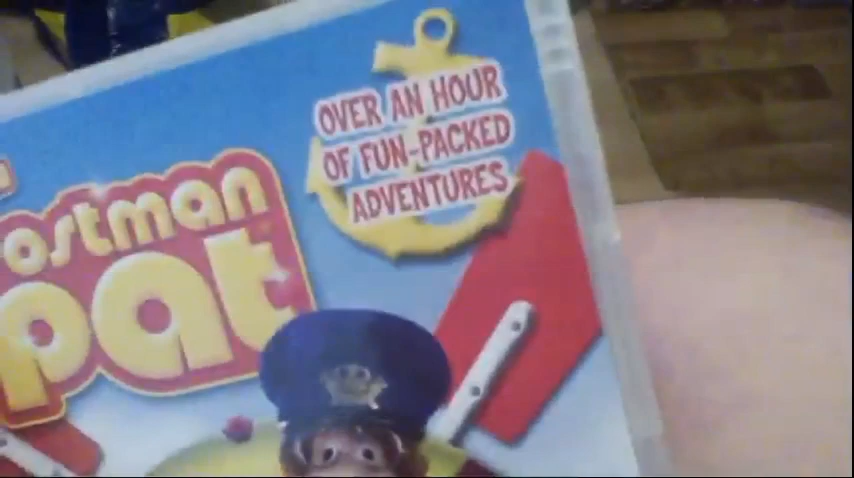 OVER AN HOUR
OF FUN-PACKED
ADVENTURES
ostman
pat